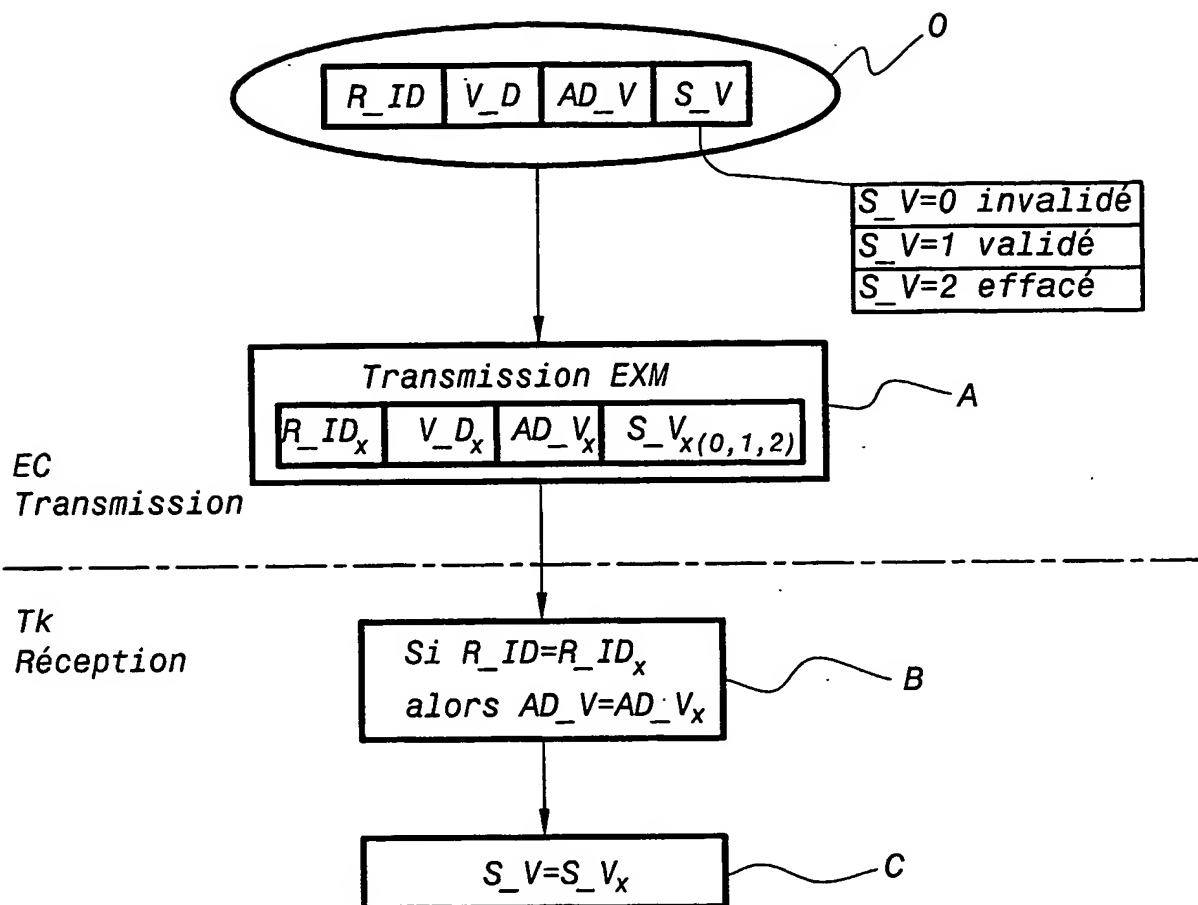 O
R_ID V_D AD_V S_V
S_V=0 invalidé
S_V=1 validé
S_V=2 effacé
Transmission EXM
A
R_IDx V_Dx AD_Vx S_Vx(0,1,2)
EC
Transmission
Tk
Réception
Si R_ID=R_IDx
alors AD_V=AD_Vx
B
S_V=S_Vx
C